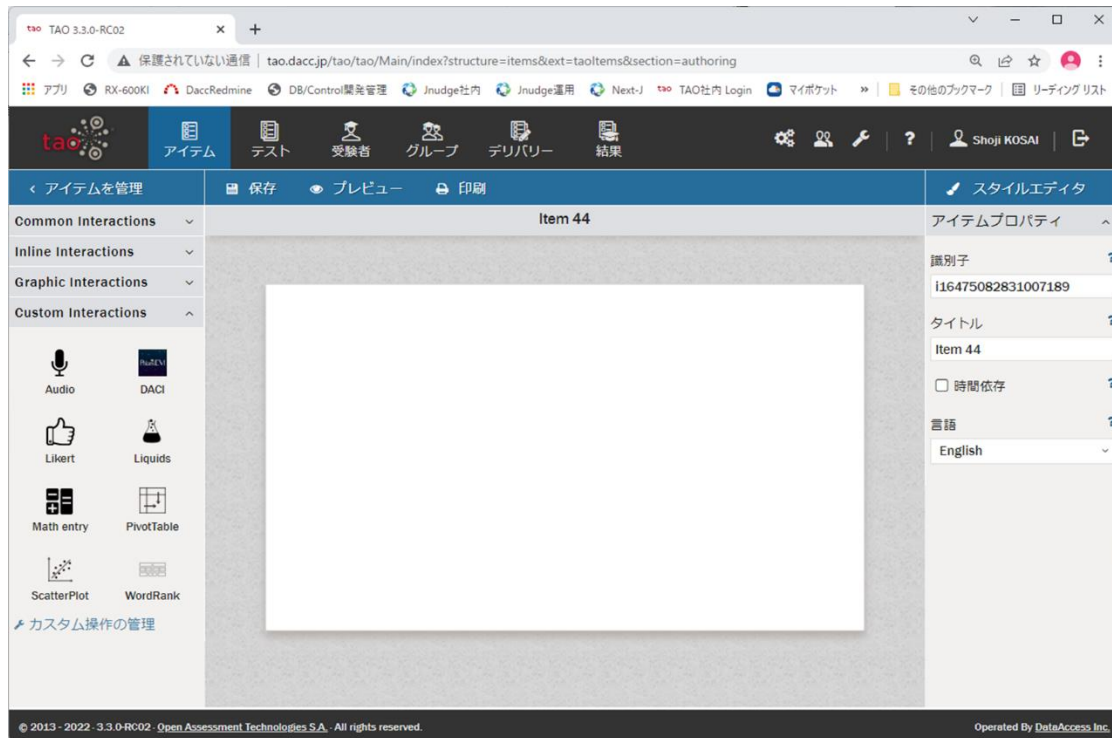 tao TAO 3.3.0-RC02
保護されていない通信 tao.dacc.jp/tao/tao/Main/index?structure=items&ext=taoItems&section=authoring
アプリ RX-600KI DaccRedmine DB/Control開発管理 Jnudge社内 Jnudge運用 Next-J tao TAO社内 Login マイポケット » その他のブックマーク リーディング リスト
tao アイテム テスト 受験者 グループ デリバリー 結果 ? Shoji KOSAI
アイテムを管理 保存 プレビュー 印刷 スタイルエディタ
Common Interactions
Item 44
アイテムプロパティ
Inline Interactions
Graphic Interactions
Custom Interactions
Audio DACI
Likert Liquids
Math entry PivotTable
ScatterPlot WordRank
カスタム操作の管理
識別子 ?
i16475082831007189
タイトル ?
Item 44
時間依存 ?
言語 ?
English
© 2013 - 2022 · 3.3.0-RC02 · Open Assessment Technologies S.A. · All rights reserved.
Operated By DataAccess Inc.